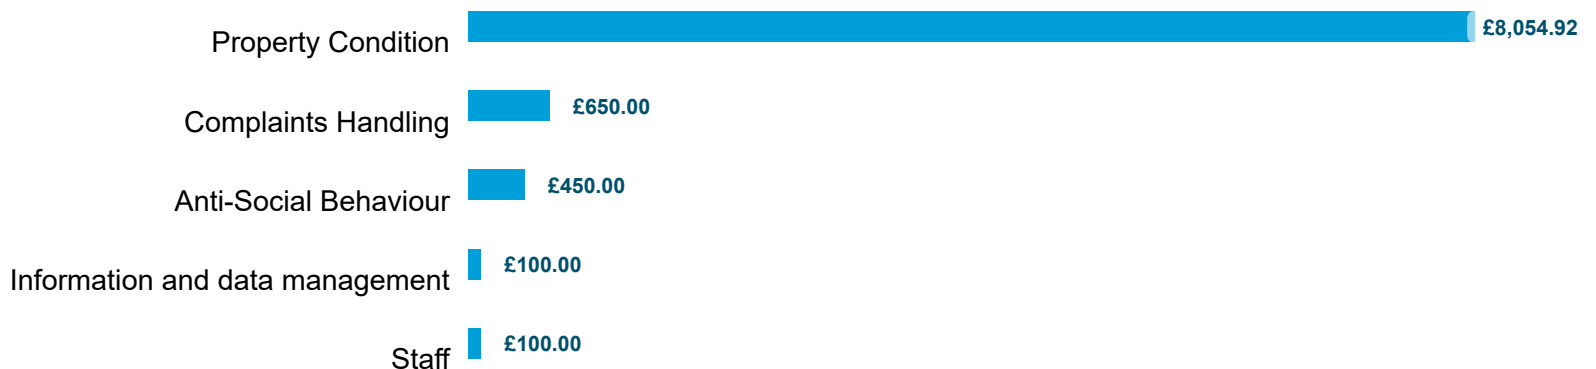 Property Condition £8,054.92
Complaints Handling £650.00
Anti-Social Behaviour £450.00
Information and data management £100.00
Staff £100.00